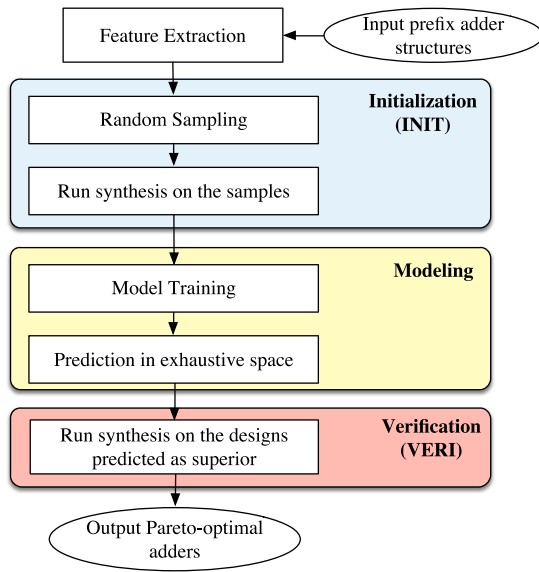 Feature Extraction
Input prefix adder
structures
Initialization
(INIT)
Random Sampling
Run synthesis on the samples
Modeling
Model Training
Prediction in exhaustive space
Verification
(VERI)
Run synthesis on the designs
predicted as superior
Output Pareto-optimal
adders